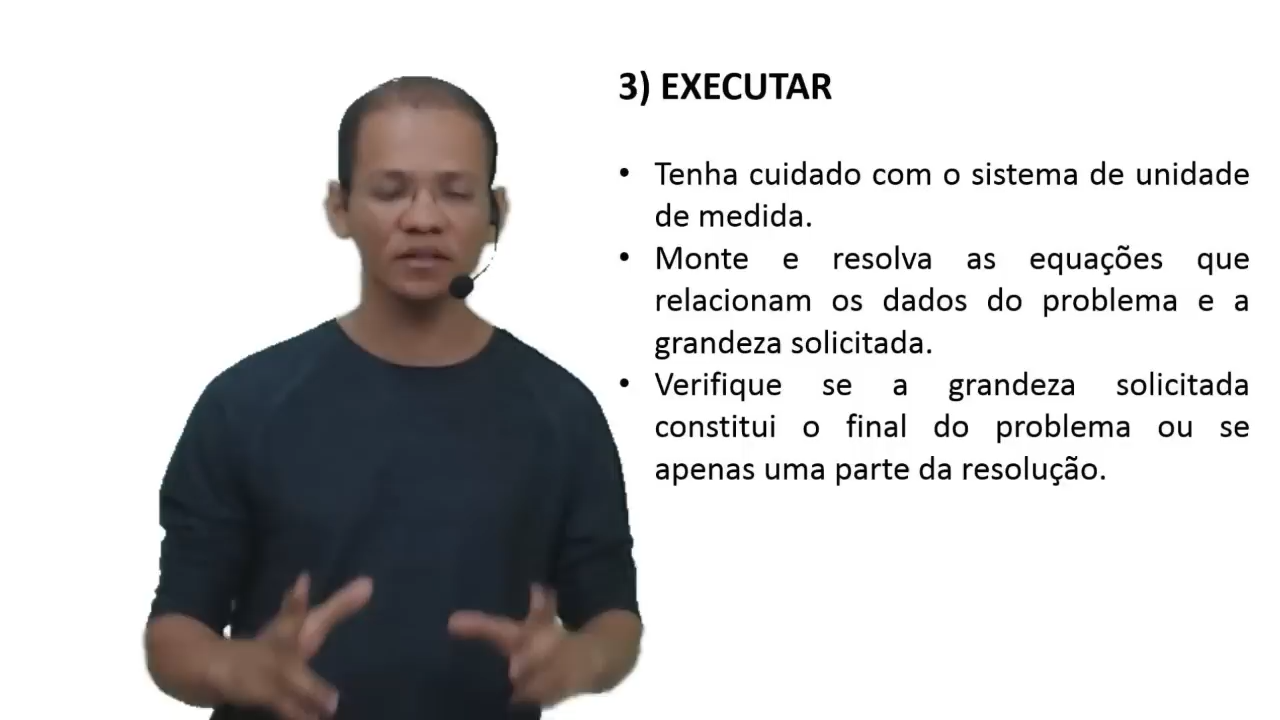 3) EXECUTAR
• Tenha cuidado com o sistema de unidade
de medida.
• Monte e resolva as equações que
relacionam os dados do problema e a
grandeza solicitada.
• Verifique se a grandeza solicitada
constitui o final do problema ou se
apenas uma parte da resolução.